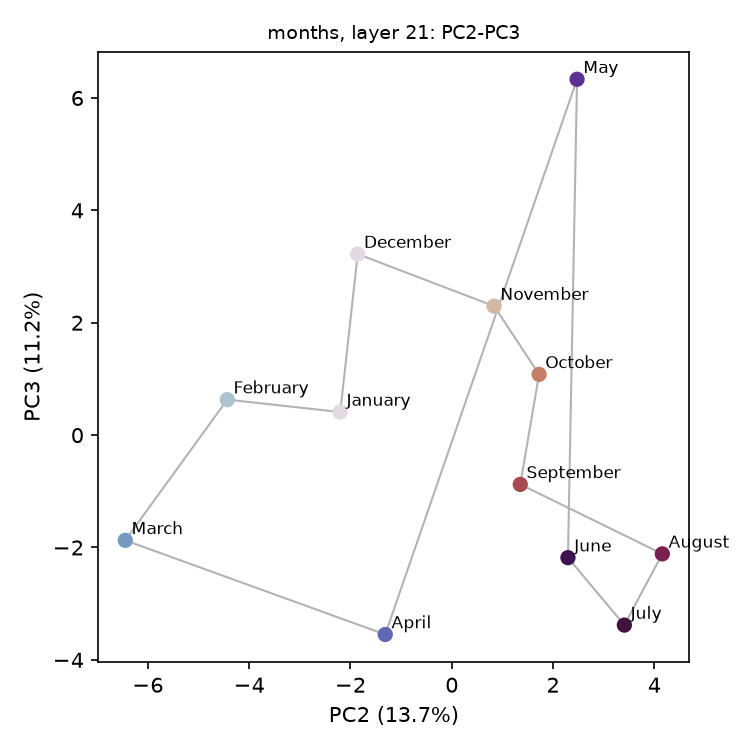 months, layer 21: PC2-PC3
May
6
4
December
November
2
October
PC3 (11.2%)
February
January
0
September
March
August
−2
June
July
April
−4
−6
−4
−2
0
2
4
PC2 (13.7%)